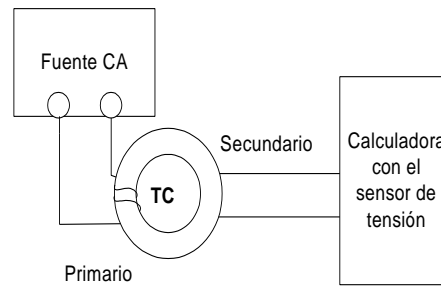 Fuente CA
Secundario
Calculadora
con el
sensor de
tensión
TC
Primario